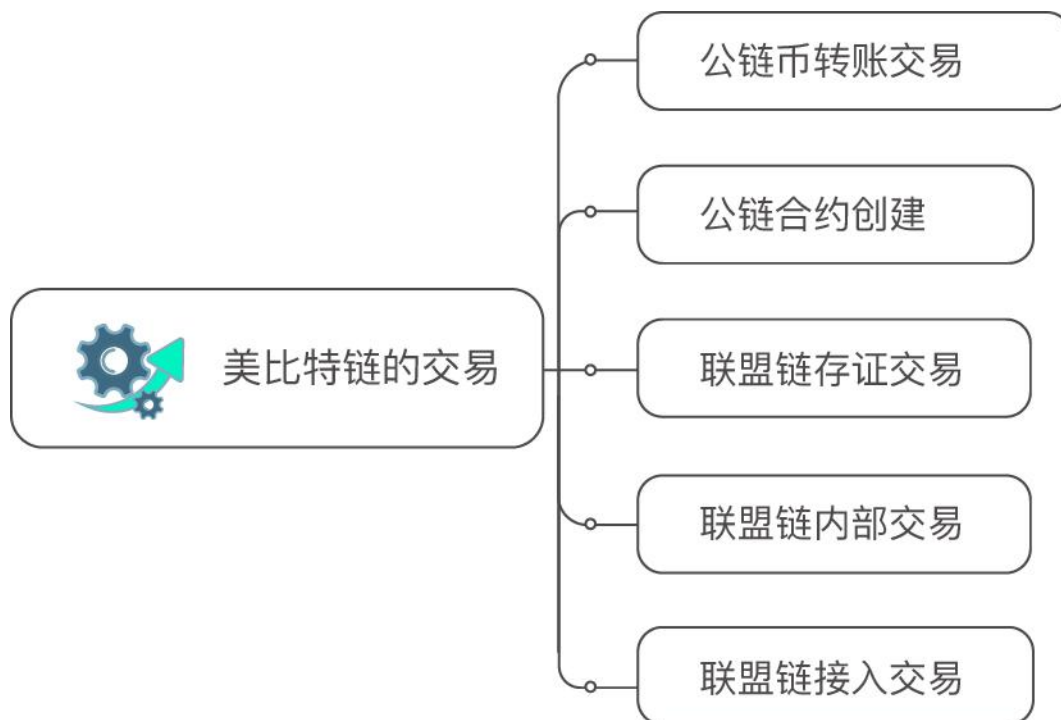 公链币转账交易
公链合约创建
美比特链的交易
联盟链存证交易
联盟链内部交易
联盟链接入交易